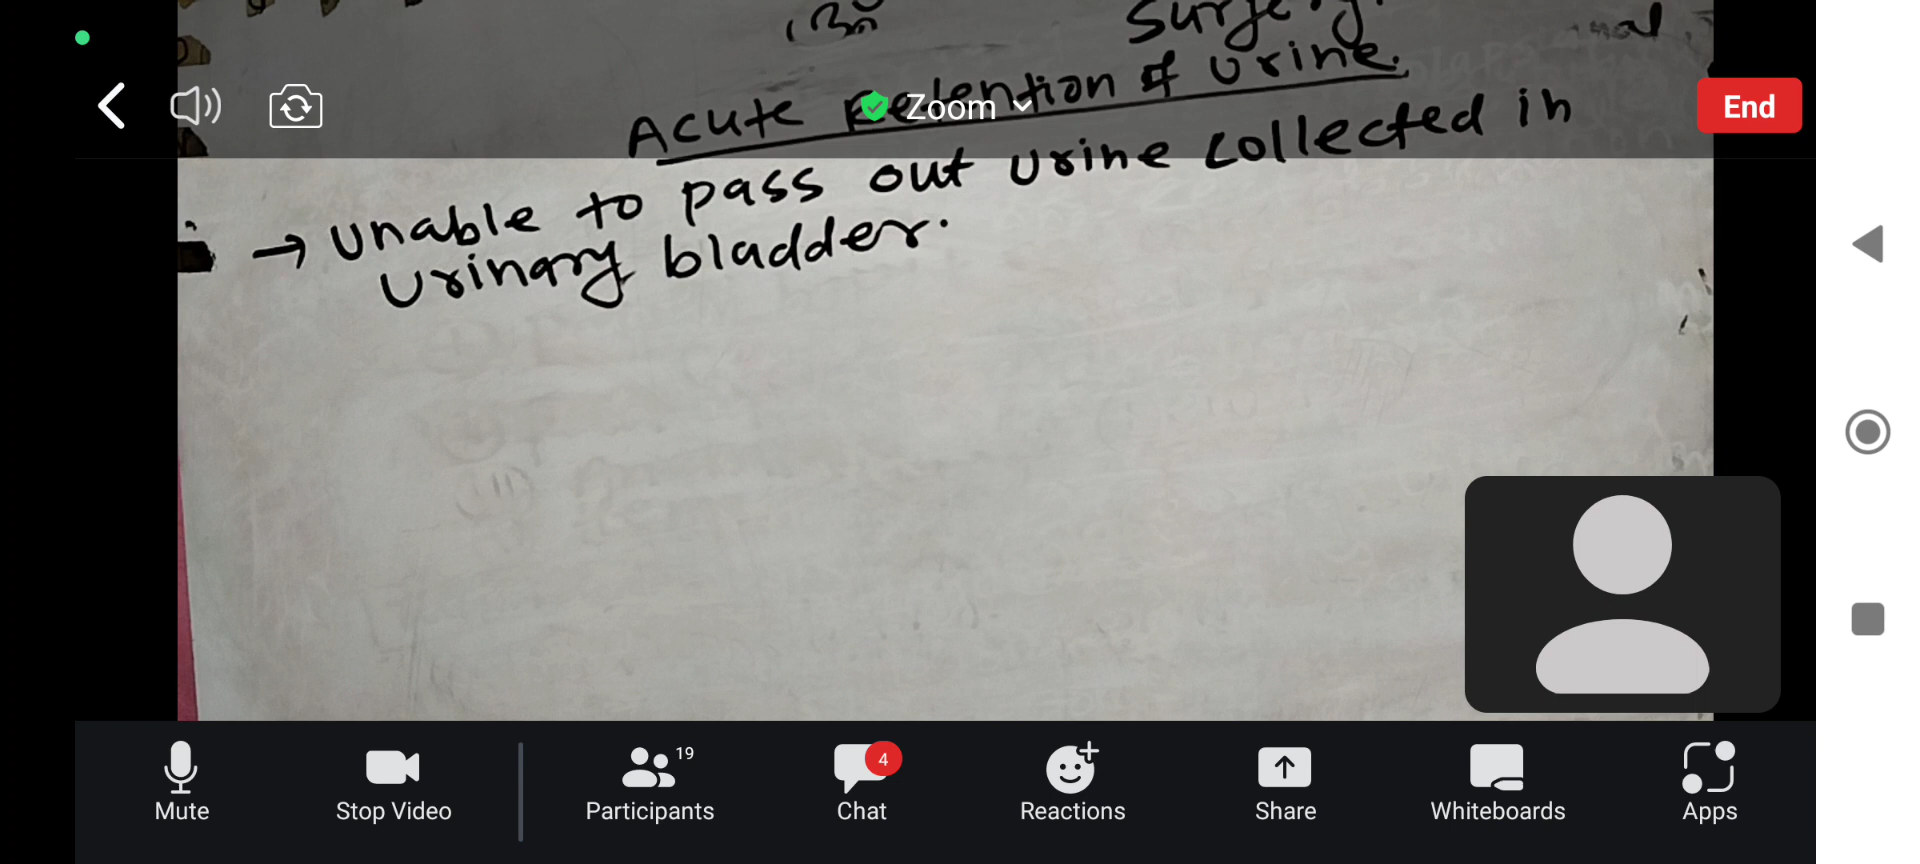 Surgery.
Acute Retention of Urine.
→ Unable to pass out urine collected in
urinary bladder.
Zoom
End
Mute
Stop Video
Participants
19
Chat
4
Reactions
Share
Whiteboards
Apps